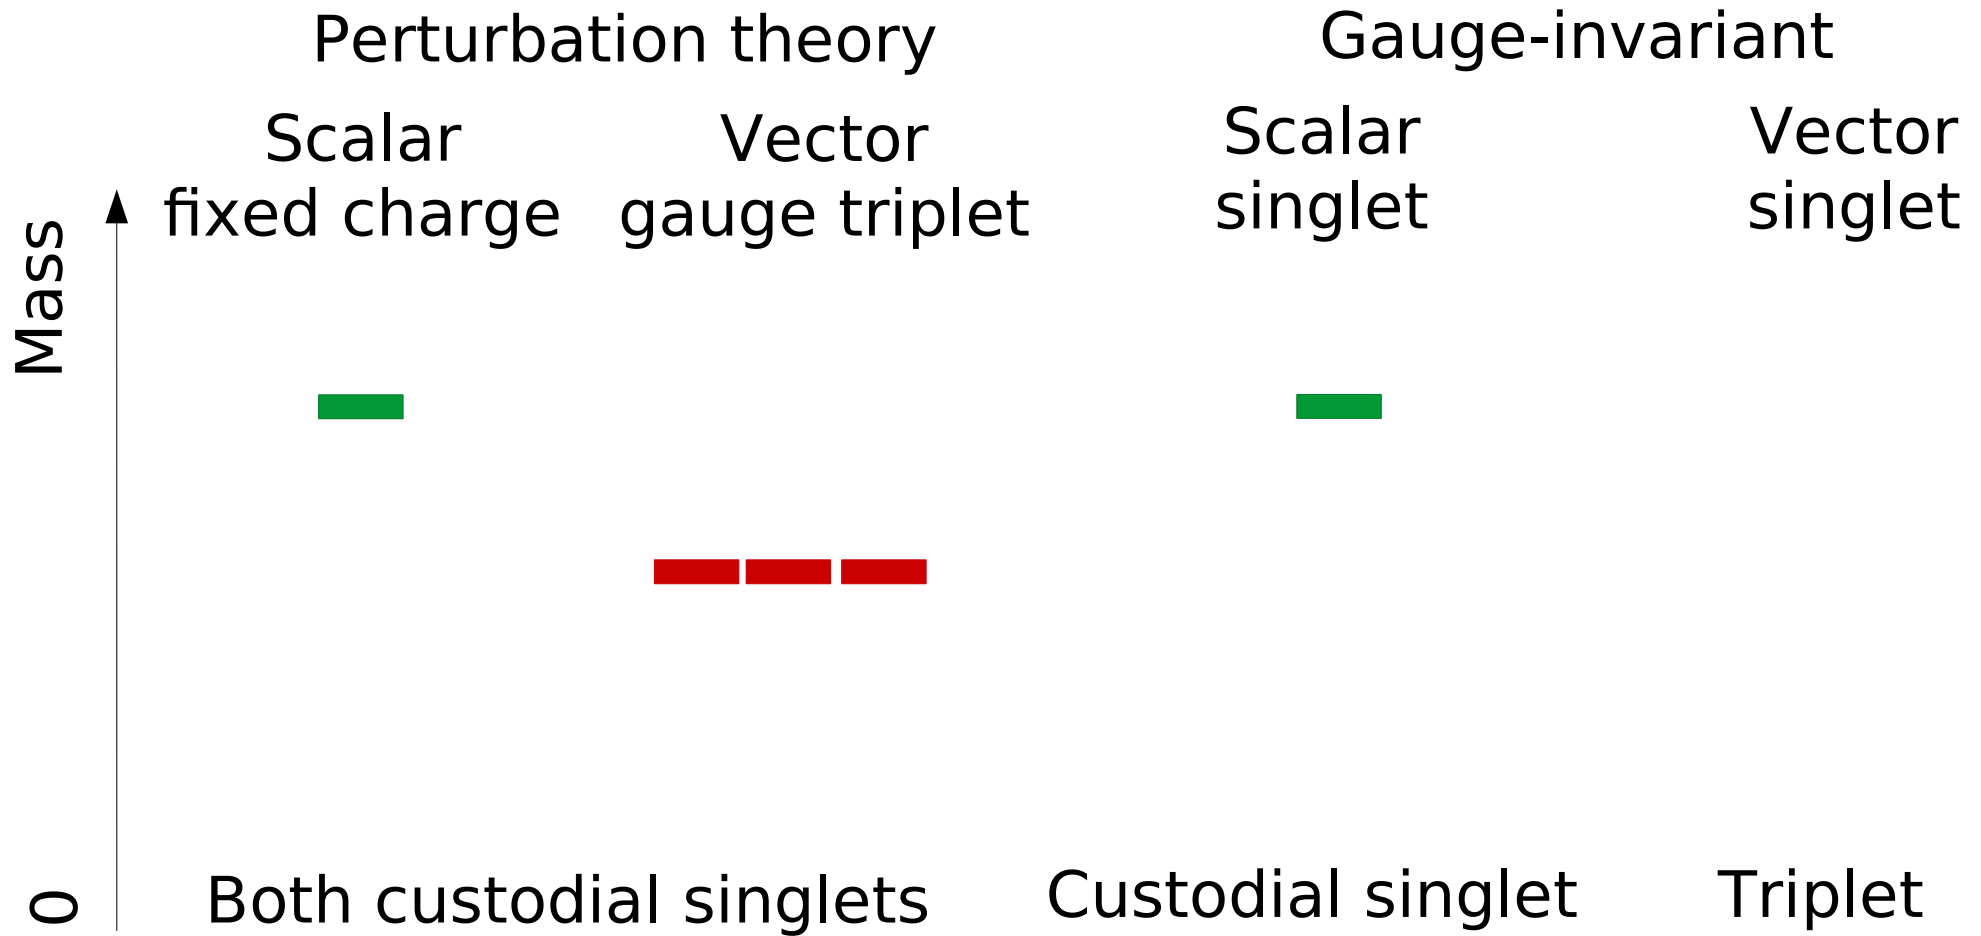 Perturbation theory
Gauge-invariant
Scalar
fixed charge
Vector
gauge triplet
Scalar
singlet
Vector
singlet
Mass
0
Both custodial singlets
Custodial singlet
Triplet